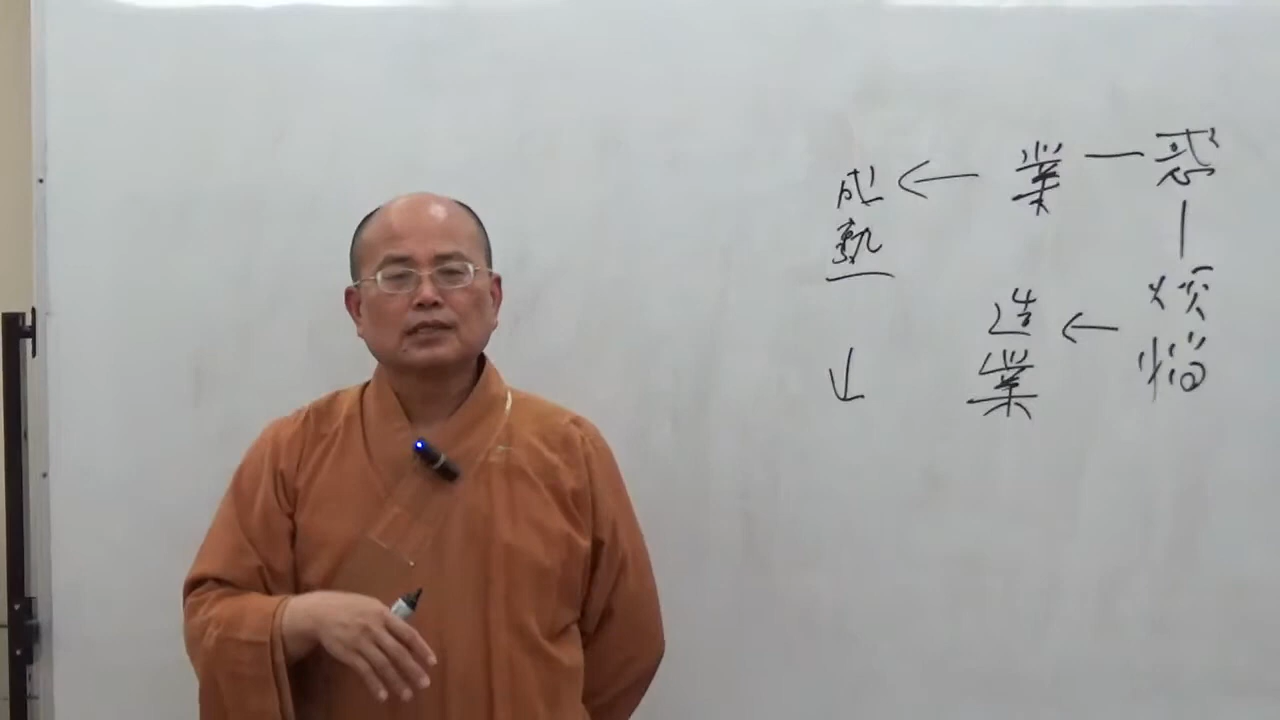 惑 — 業 → 成熟
煩惱 → 造業